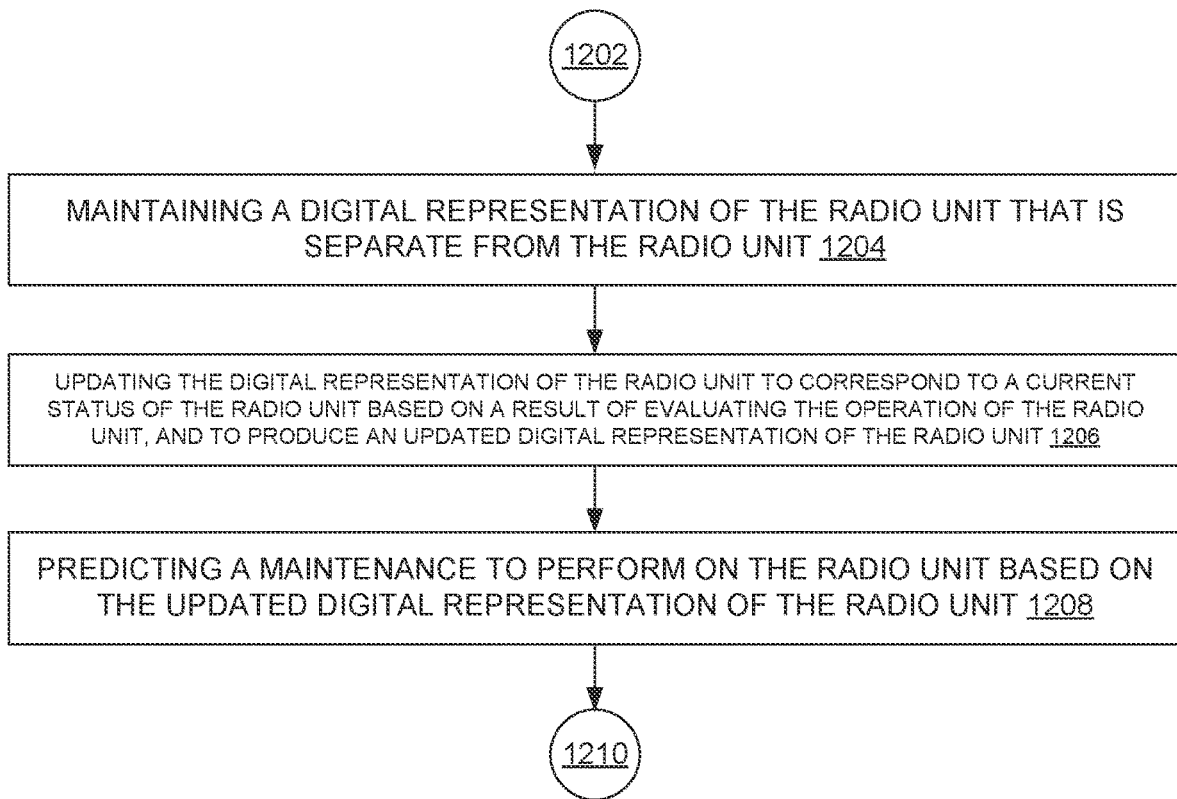 1202
MAINTAINING A DIGITAL REPRESENTATION OF THE RADIO UNIT THAT IS
SEPARATE FROM THE RADIO UNIT 1204
UPDATING THE DIGITAL REPRESENTATION OF THE RADIO UNIT TO CORRESPOND TO A CURRENT
STATUS OF THE RADIO UNIT BASED ON A RESULT OF EVALUATING THE OPERATION OF THE RADIO
UNIT, AND TO PRODUCE AN UPDATED DIGITAL REPRESENTATION OF THE RADIO UNIT 1206
PREDICTING A MAINTENANCE TO PERFORM ON THE RADIO UNIT BASED ON
THE UPDATED DIGITAL REPRESENTATION OF THE RADIO UNIT 1208
1210